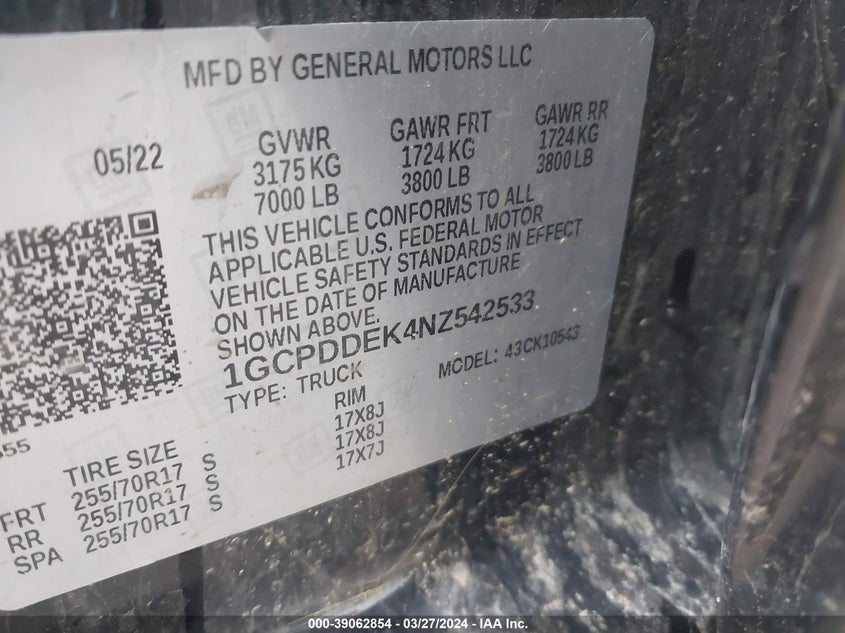 MFD BY GENERAL MOTORS LLC
05/22
GVWR GAWR FRT GAWR RR
3175 KG 1724 KG 1724 KG
7000 LB 3800 LB 3800 LB
THIS VEHICLE CONFORMS TO ALL
APPLICABLE U.S. FEDERAL MOTOR
VEHICLE SAFETY STANDARDS IN EFFECT
ON THE DATE OF MANUFACTURE
SHOWN ABOVE.
1GCPDDEK4NZ542533
TYPE: TRUCK MODEL: 43CK10543
55
TIRE SIZE RIM
FRT 255/70R17 S 17X8J
RR 255/70R17 S 17X8J
SPA 255/70R17 S 17X7J
000-39062854 / 03/27/2024 / IAA Inc.